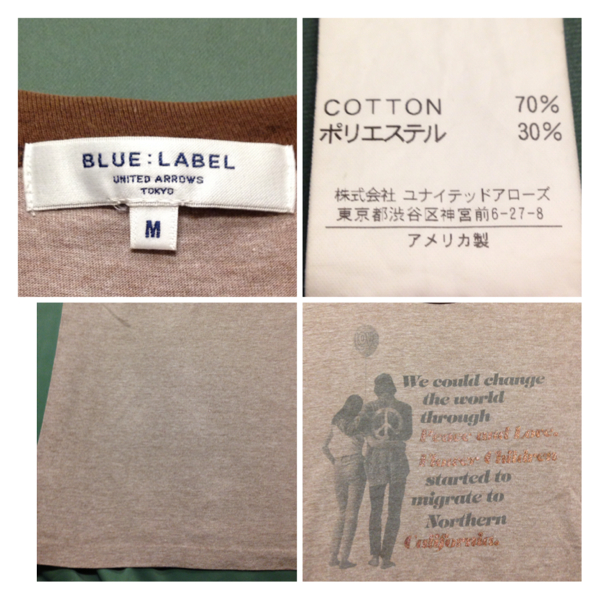 BLUE:LABEL
UNITED ARROWS
TOKYO
M
COTTON 70%
ポリエステル 30%
株式会社 ユナイテッドアローズ
東京都渋谷区神宮前6-27-8
アメリカ製
We could change
the world
through
Peace and Love.
Flower Children
started to
migrate to
Northern
California.